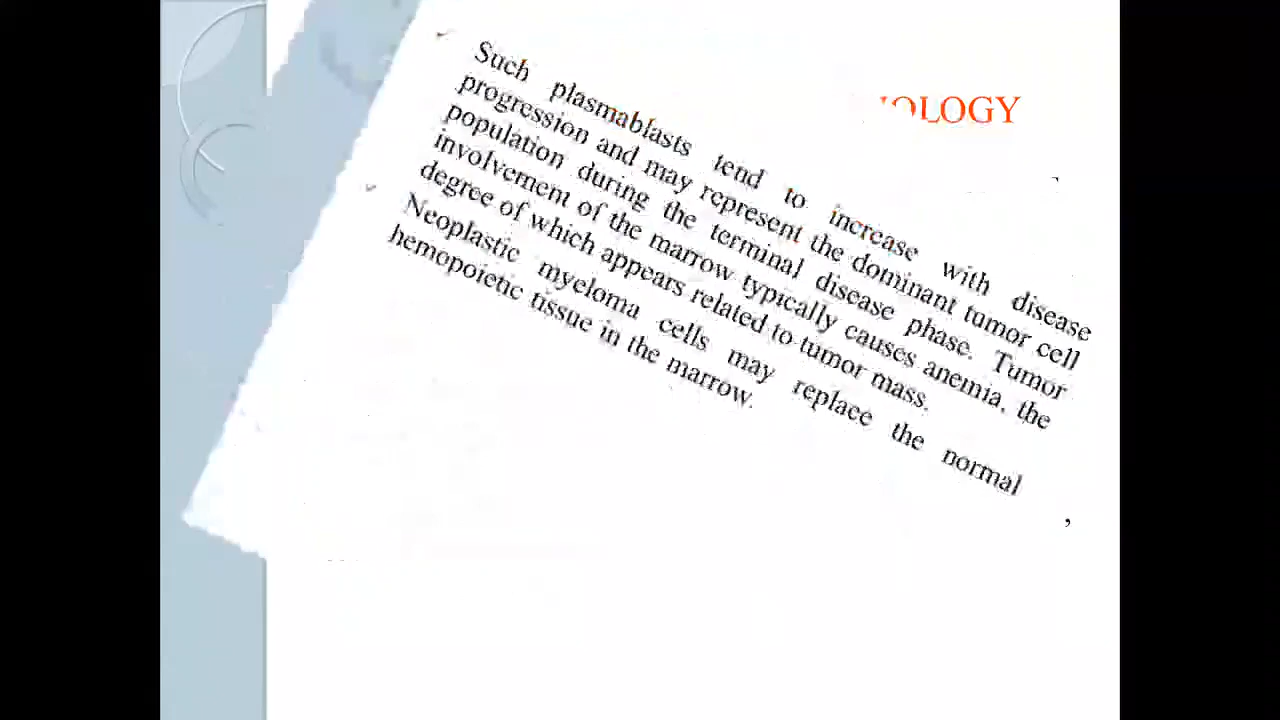 OLOGY
Such plasmablasts tend to increase with disease
progression and may represent the dominant tumor cell
population during the terminal disease phase. Tumor
involvement of the marrow typically causes anemia, the
degree of which appears related to tumor mass.
Neoplastic myeloma cells may replace the normal
hemopoietic tissue in the marrow.